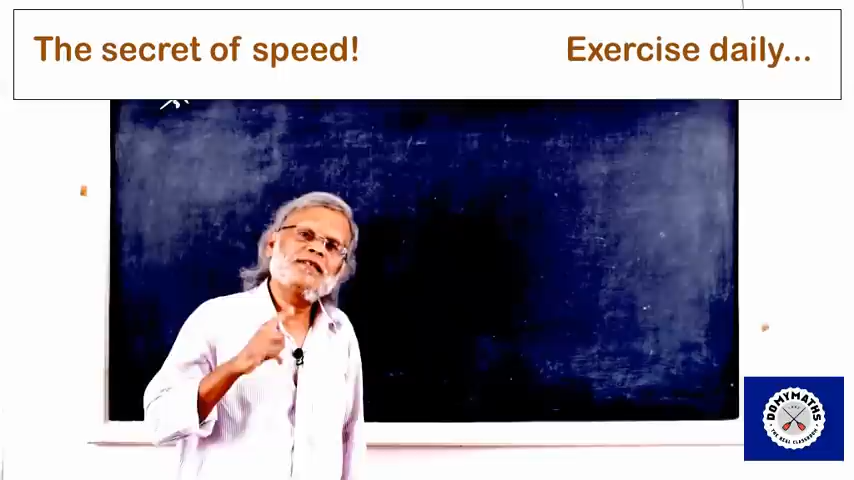 The secret of speed! Exercise daily...
DOMYMATHS
THE REAL CLASSROOM